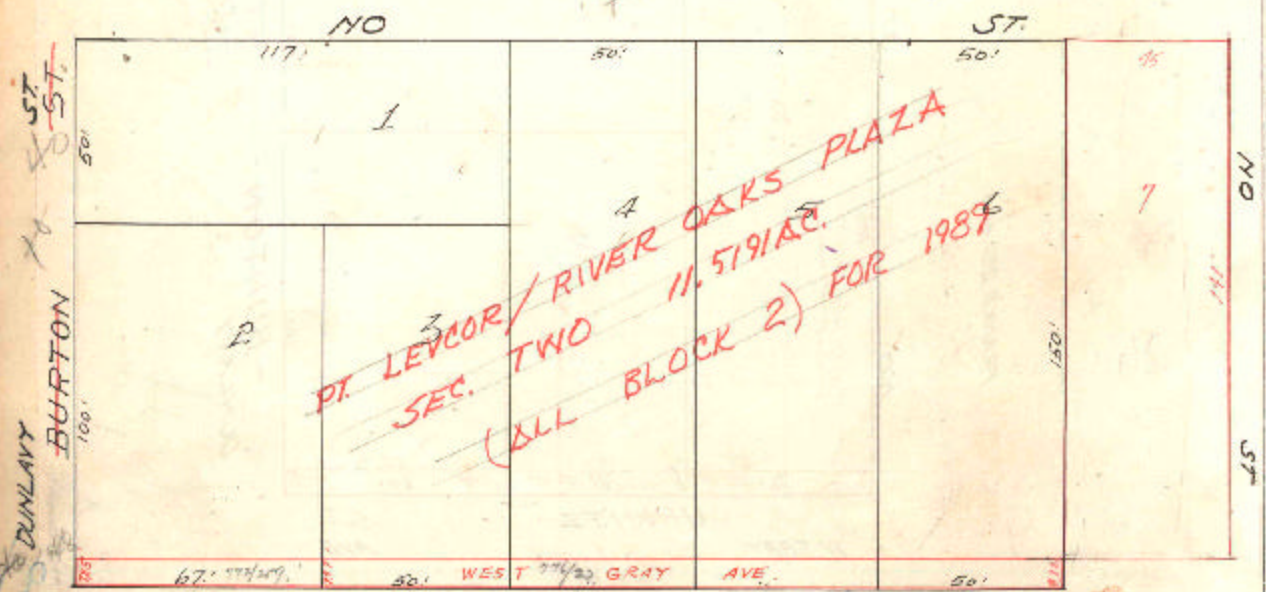 NO ST.
117' 50' 50' 45
DUNLAVY ST.
BURTON ST.
50'
100'
1
2
3
4
5
6
7
PT. LEVCOR/RIVER OAKS PLAZA
SEC. TWO 11.5191 AC.
(ALL BLOCK 2) FOR 1989
150'
141'
NO ST
67' 50' WEST GRAY AVE. 50'